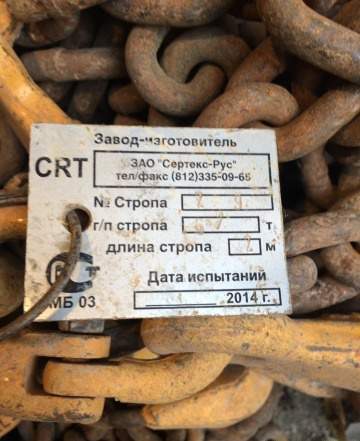 Завод-изготовитель
CRT
ЗАО "Сертекс-Рус"
тел/факс (812)335-09-65
№ Стропа
г/п стропа т
длина стропа м
Дата испытаний
МБ 03
2014 г.